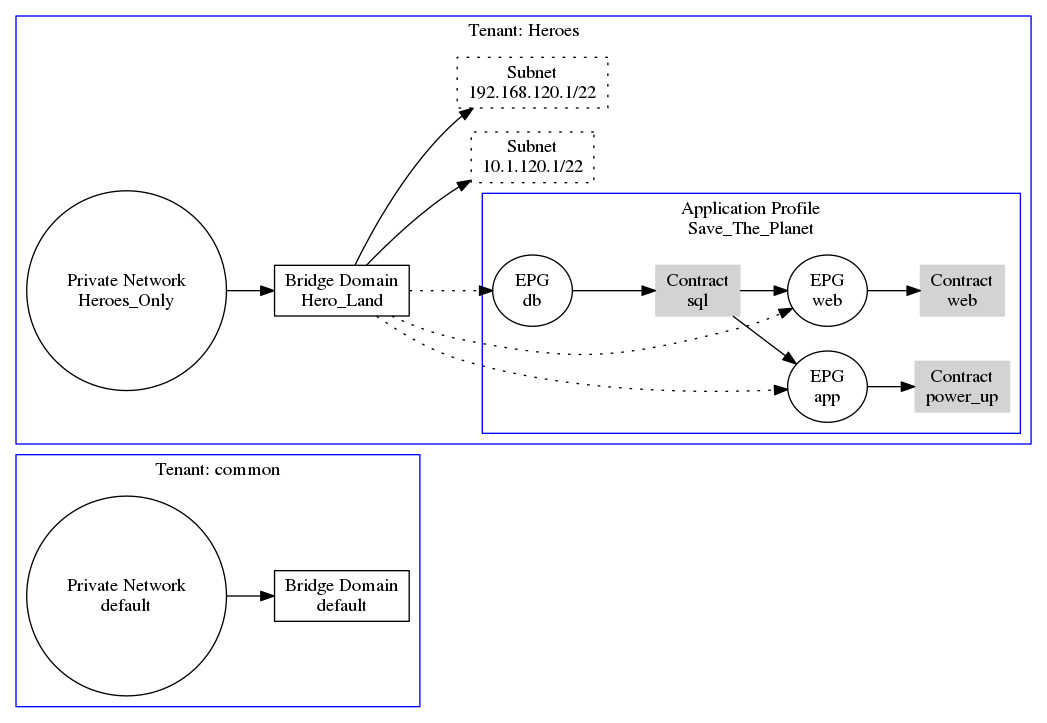 Tenant: Heroes
Subnet
192.168.120.1/22
Subnet
10.1.120.1/22
Application Profile
Save_The_Planet
Private Network
Heroes_Only
Bridge Domain
Hero_Land
EPG
db
Contract
sql
EPG
web
Contract
web
EPG
app
Contract
power_up
Tenant: common
Private Network
default
Bridge Domain
default